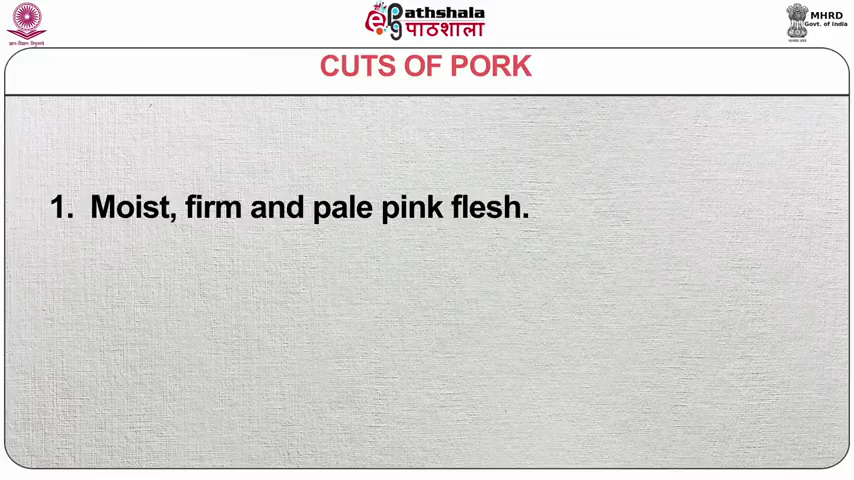 Pathshala
पाठशाला
MHRD
Govt. of India
CUTS OF PORK
1. Moist, firm and pale pink flesh.